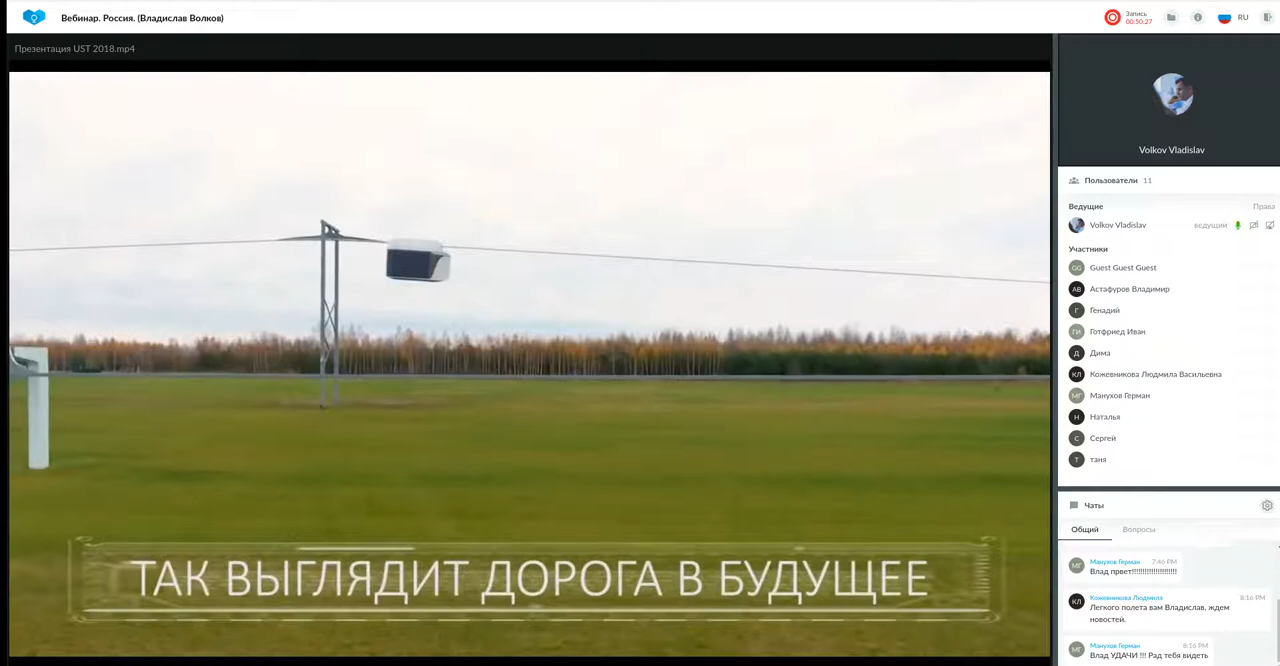 Вебинар. Россия. (Владислав Волков)
Запись
00:50:27
RU
Презентация UST 2018.mp4
ТАК ВЫГЛЯДИТ ДОРОГА В БУДУЩЕЕ
Volkov Vladislav
Пользователи 11
Ведущие Права
Volkov Vladislav ведущий
Участники
GG Guest Guest Guest
АВ Астафуров Владимир
Г Генадий
ГИ Готфриед Иван
Д Дима
КЛ Кожевникова Людмила Васильевна
МГ Манухов Герман
Н Наталья
С Сергей
Т таня
Чаты
Общий Вопросы
МГ Манухов Герман 7:46 PM
Влад првет!!!!!!!!!!!!!!!!!!!!!
КЛ Кожевникова Людмила 8:16 PM
Легкого полета вам Владислав, ждем
новостей.
МГ Манухов Герман 8:16 PM
Влад УДАЧИ !!! Рад тебя видеть